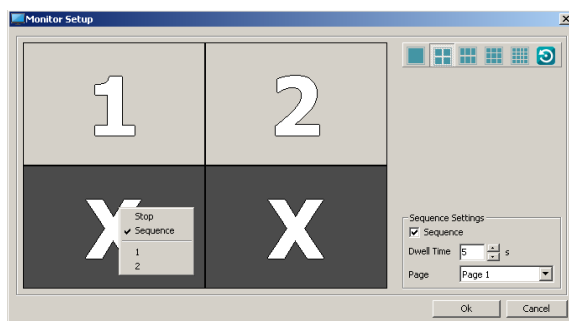 Monitor Setup
1
2
X
X
Stop
Sequence
1
2
Sequence Settings
Sequence
Dwell Time 5 s
Page Page 1
Ok Cancel